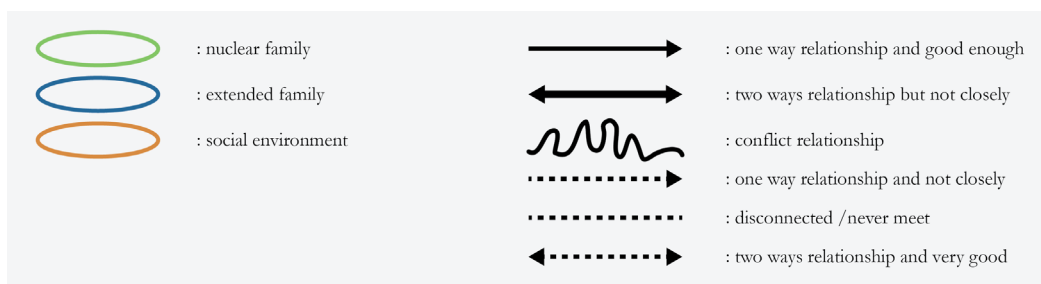 : nuclear family
: extended family
: social environment
: one way relationship and good enough
: two ways relationship but not closely
: conflict relationship
: one way relationship and not closely
: disconnected /never meet
: two ways relationship and very good